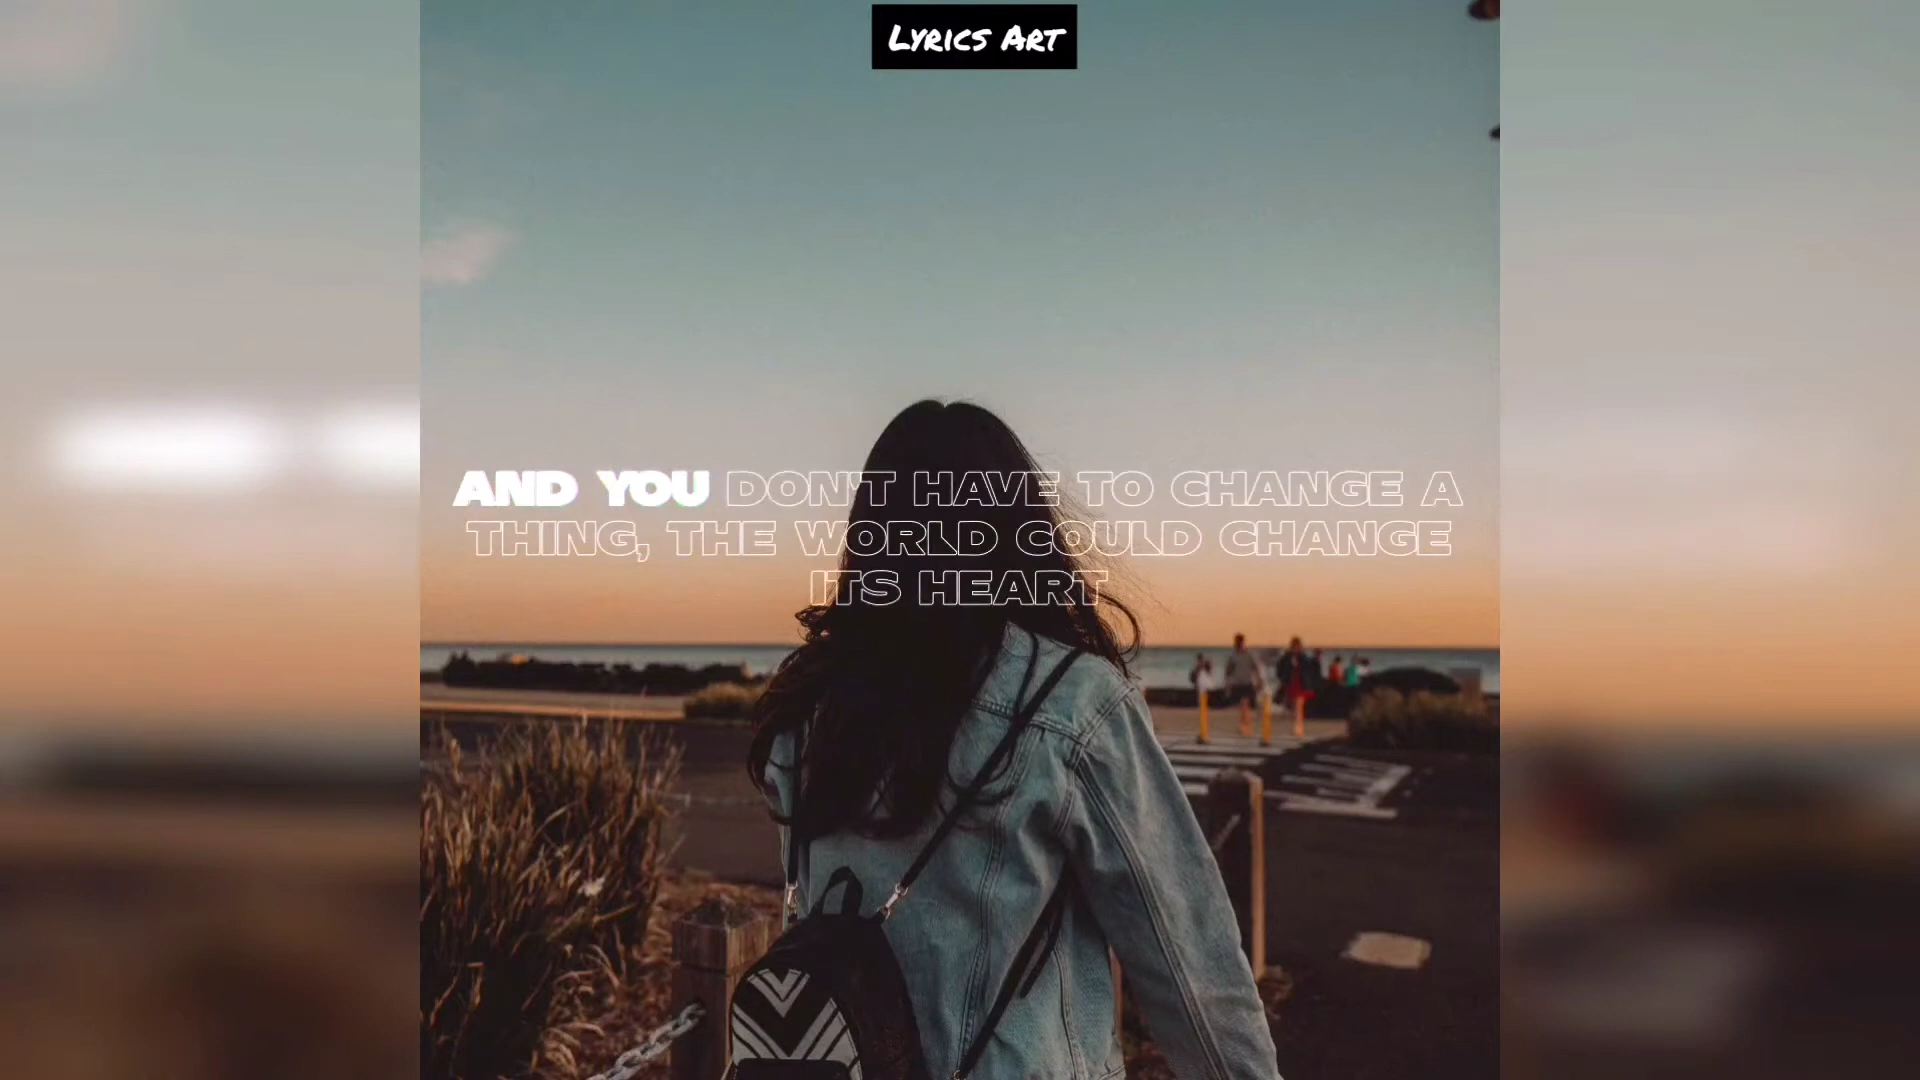 Lyrics Art
AND YOU DON'T HAVE TO CHANGE A
THING, THE WORLD COULD CHANGE
ITS HEART